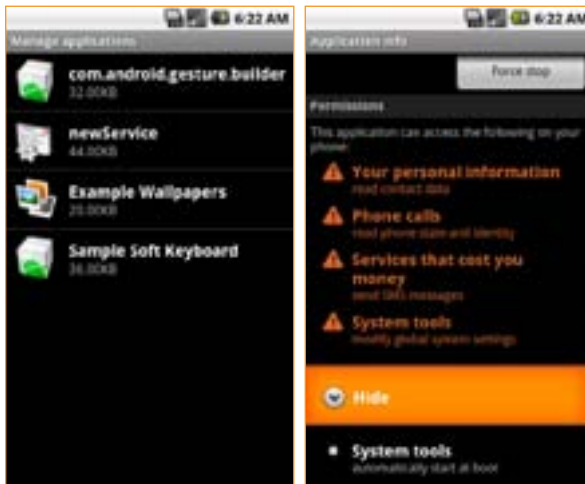 6:22 AM
Manage applications
com.android.gesture.builder
32.00KB
newService
44.00KB
Example Wallpapers
20.00KB
Sample Soft Keyboard
36.00KB
6:22 AM
Application info
Force stop
Permissions
This application can access the following on your
phone:
Your personal information
read contact data
Phone calls
read phone state and identity
Services that cost you
money
send SMS messages
System tools
modify global system settings
Hide
System tools
automatically start at boot